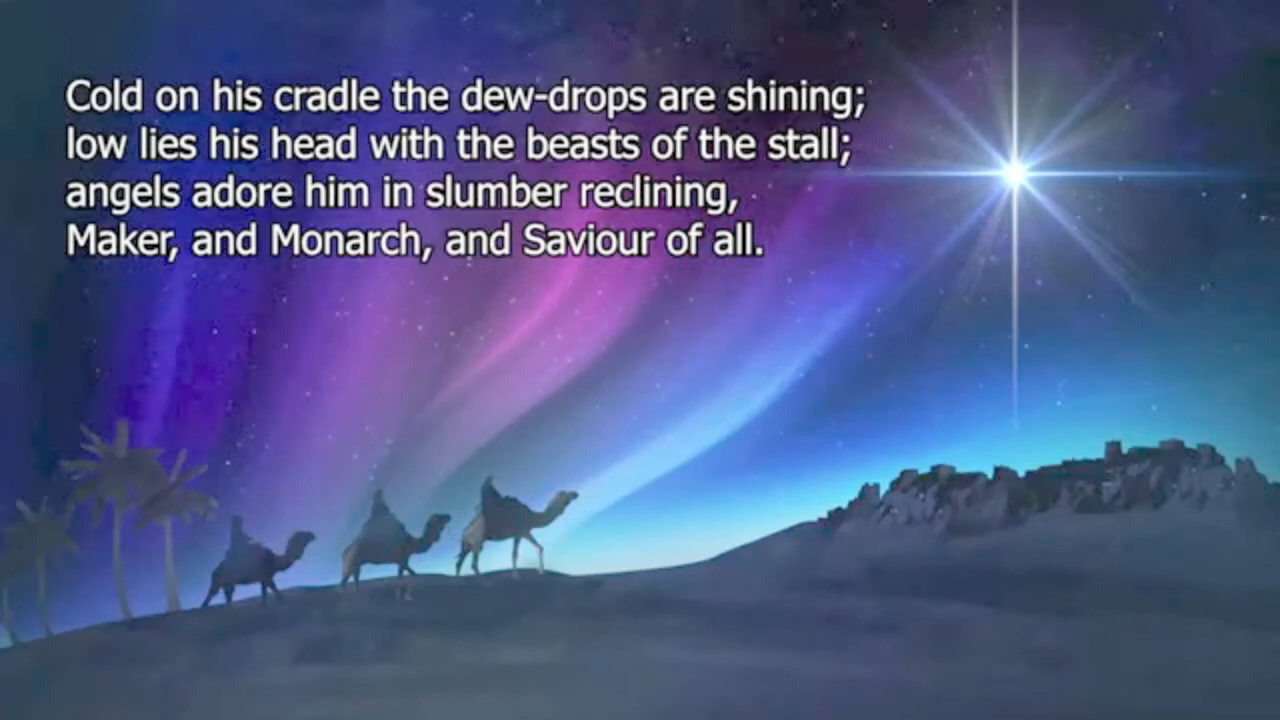 Cold on his cradle the dew-drops are shining;
low lies his head with the beasts of the stall;
angels adore him in slumber reclining,
Maker, and Monarch, and Saviour of all.